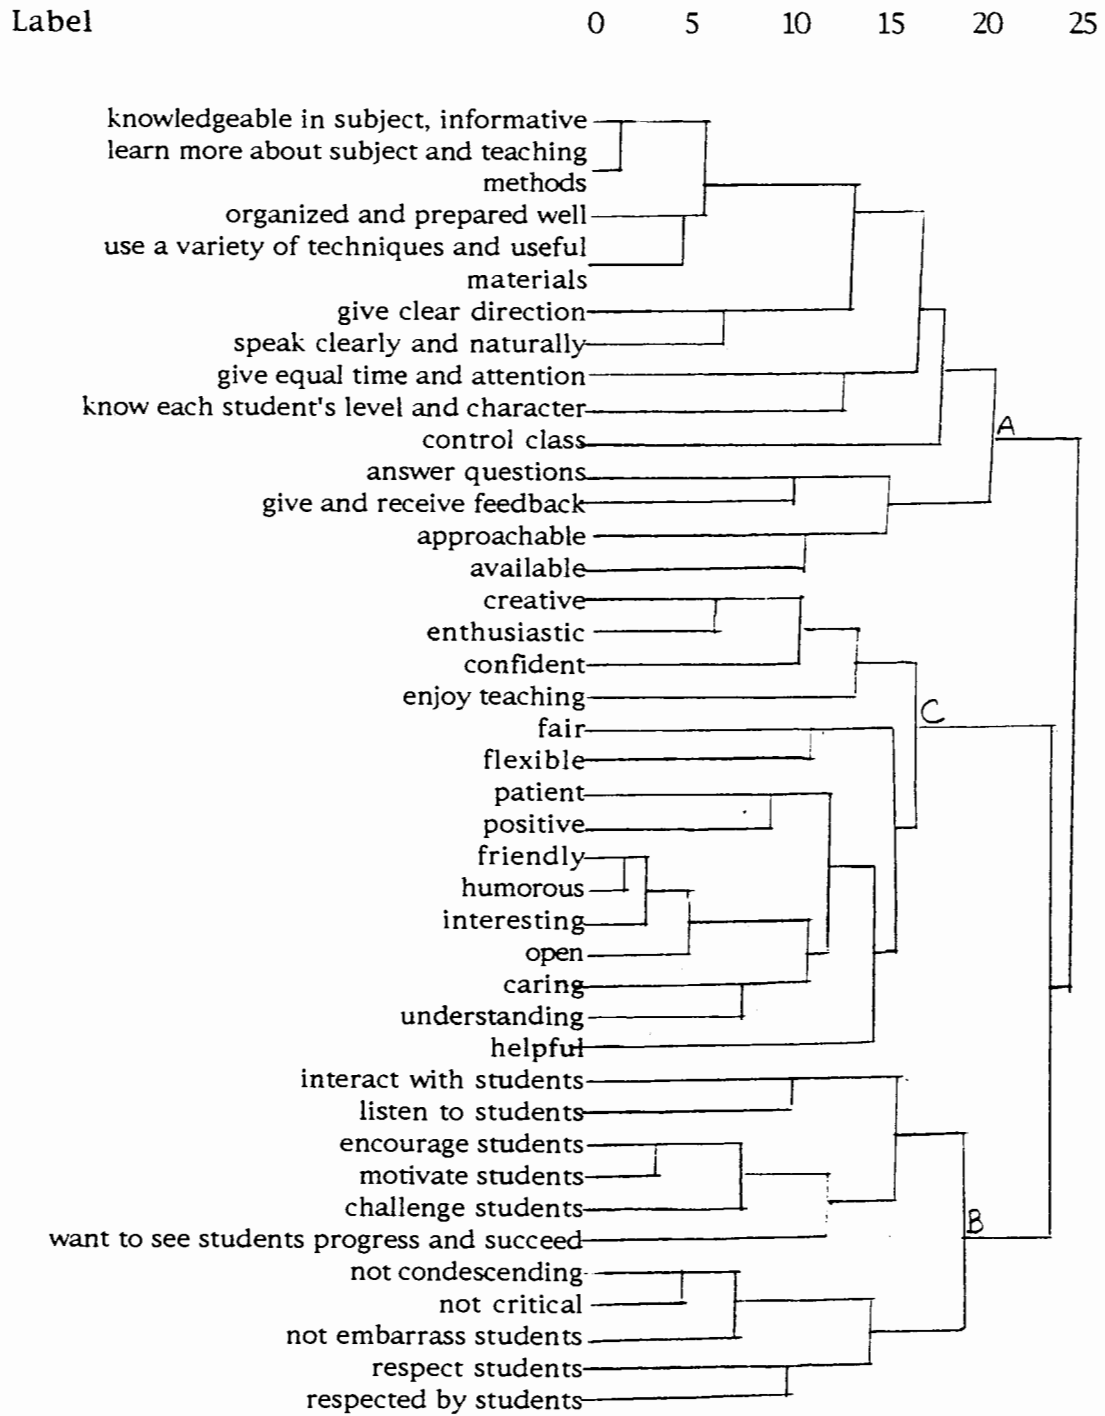 Label 0 5 10 15 20 25
knowledgeable in subject, informative
learn more about subject and teaching
methods
organized and prepared well
use a variety of techniques and useful
materials
give clear direction
speak clearly and naturally
give equal time and attention
know each student's level and character
control class
A
answer questions
give and receive feedback
approachable
available
creative
enthusiastic
confident
enjoy teaching
C
fair
flexible
patient
positive
friendly
humorous
interesting
open
caring
understanding
helpful
interact with students
listen to students
encourage students
motivate students
challenge students
B
want to see students progress and succeed
not condescending
not critical
not embarrass students
respect students
respected by students